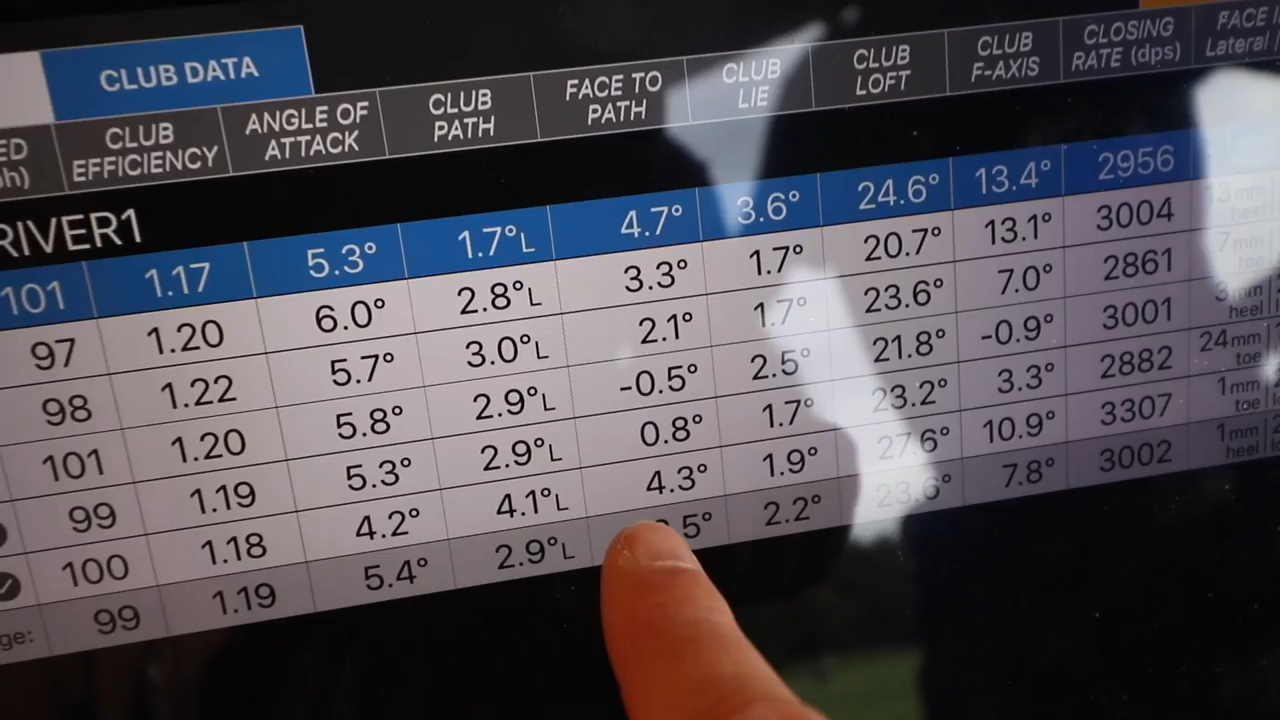 CLUB DATA
CLUB EFFICIENCY ANGLE OF ATTACK CLUB PATH FACE TO PATH CLUB LIE CLUB LOFT CLUB F-AXIS CLOSING RATE (dps) FACE Lateral
RIVER1
101 1.17 5.3° 1.7°L 4.7° 3.6° 24.6° 13.4° 2956 3mm heel
97 1.20 6.0° 2.8°L 3.3° 1.7° 20.7° 13.1° 3004 7mm toe
98 1.22 5.7° 3.0°L 2.1° 1.7° 23.6° 7.0° 2861 3mm heel
101 1.20 5.8° 2.9°L -0.5° 2.5° 21.8° -0.9° 3001 24mm toe
99 1.19 5.3° 2.9°L 0.8° 1.7° 23.2° 3.3° 2882 1mm toe
100 1.18 4.2° 4.1°L 4.3° 1.9° 27.6° 10.9° 3307 1mm heel
ge: 99 1.19 5.4° 2.9°L .5° 2.2° 23.6° 7.8° 3002